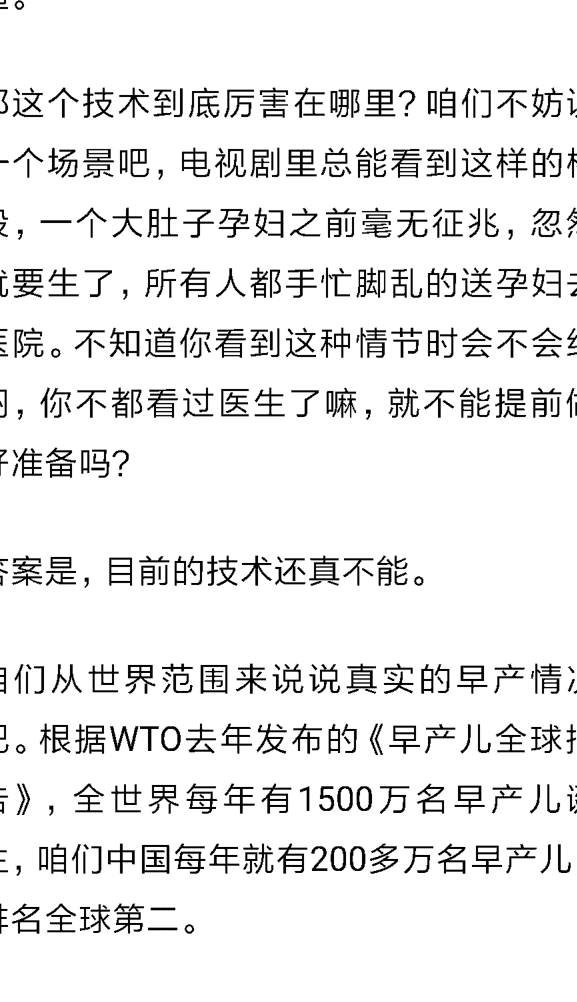 这个技术到底厉害在哪里？咱们不妨
一个场景吧，电视剧里总能看到这样的
，一个大肚子孕妇之前毫无征兆，忽然
就要生了，所有人都手忙脚乱的送孕妇去
医院。不知道你看到这种情节时会不会
，你不都看过医生了嘛，就不能提前做
好准备吗？
答案是，目前的技术还真不能。
咱们从世界范围来说说真实的早产情况
吧。根据WTO去年发布的《早产儿全球报
告》，全世界每年有1500万名早产儿诞
生，咱们中国每年就有200多万名早产儿
排名全球第二。